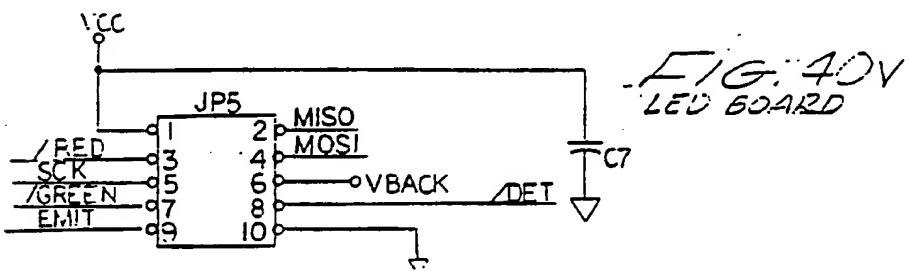 VCC
FIG. 40V
LED BOARD
JP5
1 2 MISO
/RED 3 4 MOSI
SCK 5 6 VBACK
/GREEN 7 8 /DET
EMIT 9 10
C7